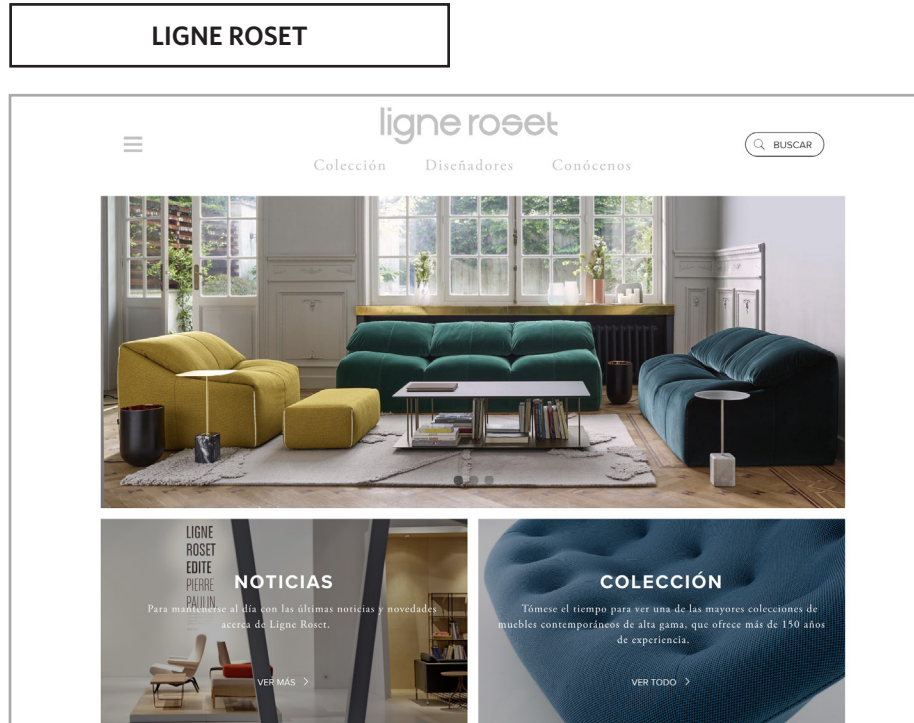 LIGNE ROSET
ligne roset
BUSCAR
Colección Diseñadores Conócenos
LIGNE
ROSET
EDITE
PIERRE
PAULIN
NOTICIAS
Para mantenerse al día con las últimas noticias y novedades
acerca de Ligne Roset.
VER MÁS >
COLECCIÓN
Tómese el tiempo para ver una de las mayores colecciones de
muebles contemporáneos de alta gama, que ofrece más de 150 años
de experiencia.
VER TODO >